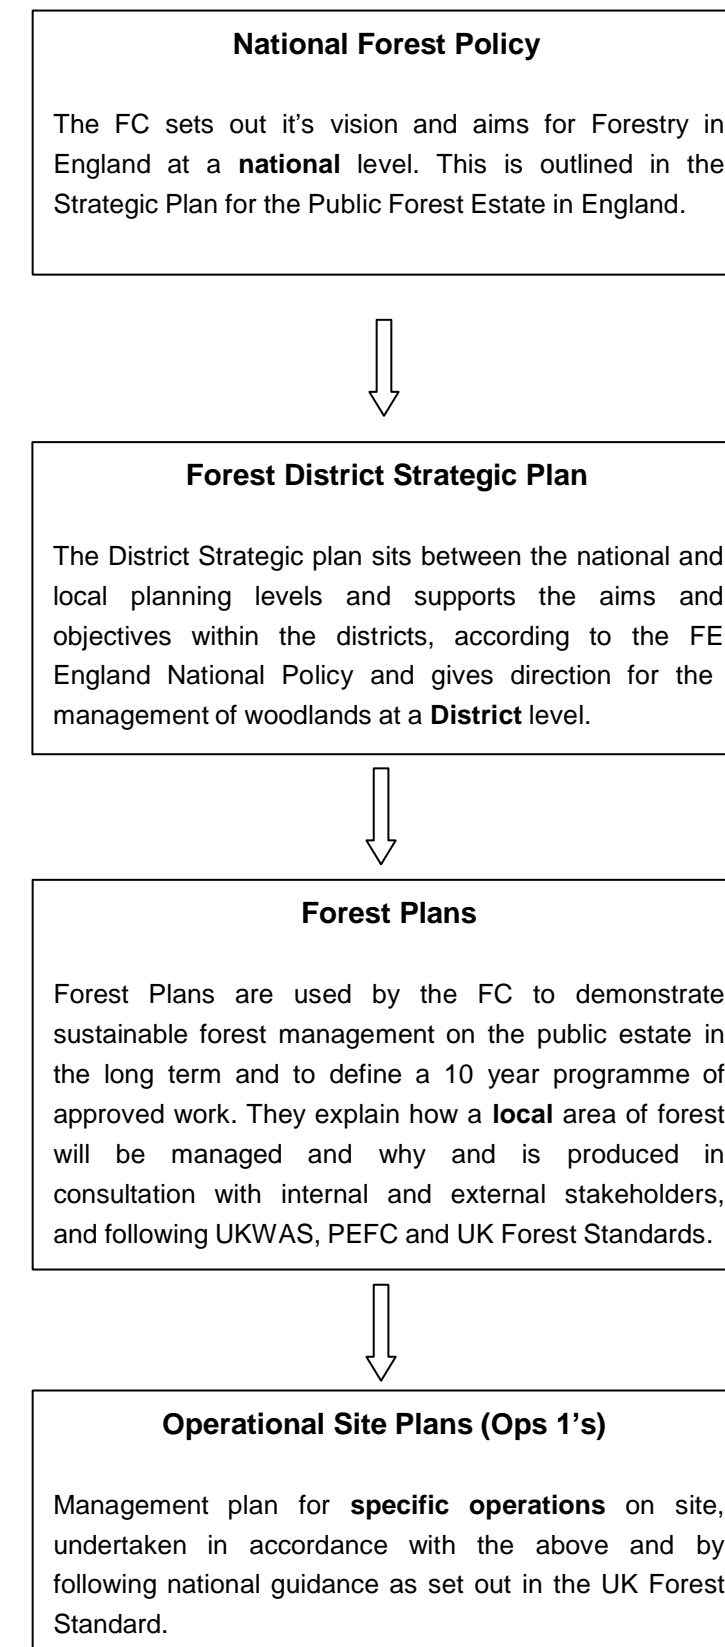 National Forest Policy
The FC sets out it’s vision and aims for Forestry in
England at a national level. This is outlined in the
Strategic Plan for the Public Forest Estate in England.
Forest District Strategic Plan
The District Strategic plan sits between the national and
local planning levels and supports the aims and
objectives within the districts, according to the FE
England National Policy and gives direction for the
management of woodlands at a District level.
Forest Plans
Forest Plans are used by the FC to demonstrate
sustainable forest management on the public estate in
the long term and to define a 10 year programme of
approved work. They explain how a local area of forest
will be managed and why and is produced in
consultation with internal and external stakeholders,
and following UKWAS, PEFC and UK Forest Standards.
Operational Site Plans (Ops 1’s)
Management plan for specific operations on site,
undertaken in accordance with the above and by
following national guidance as set out in the UK Forest
Standard.